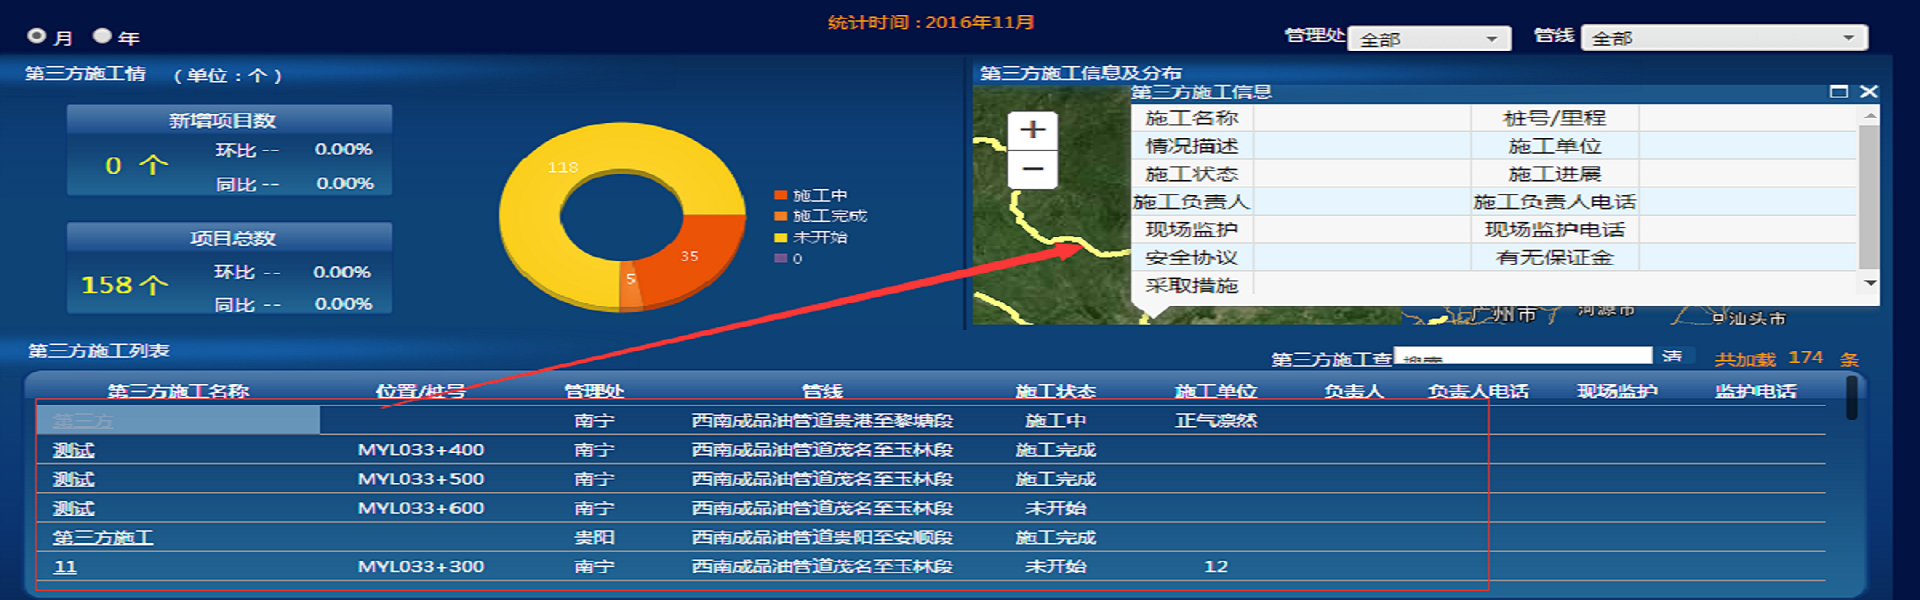 统计时间：2016年11月
月 年
管理处 全部 管线 全部
第三方施工情 （单位：个）
新增项目数
0 个
环比 -- 0.00%
同比 -- 0.00%
项目总数
158 个
环比 -- 0.00%
同比 -- 0.00%
118
35
5
施工中
施工完成
未开始
0
第三方施工信息及分布
第三方施工信息
+
−
施工名称 桩号/里程
情况描述 施工单位
施工状态 施工进展
施工负责人 施工负责人电话
现场监护 现场监护电话
安全协议 有无保证金
采取措施
广州市 河源市 汕头市
第三方施工列表
第三方施工查 共加载 174 条
第三方施工名称 位置/桩号 管理处 管线 施工状态 施工单位 负责人 负责人电话 现场监护 监护电话
第三方 南宁 西南成品油管道贵港至黎塘段 施工中 正气凛然
测试 MYL033+400 南宁 西南成品油管道茂名至玉林段 施工完成
测试 MYL033+500 南宁 西南成品油管道茂名至玉林段 施工完成
测试 MYL033+600 南宁 西南成品油管道茂名至玉林段 未开始
第三方施工 贵阳 西南成品油管道贵阳至安顺段 施工完成
11 MYL033+300 南宁 西南成品油管道茂名至玉林段 未开始 12